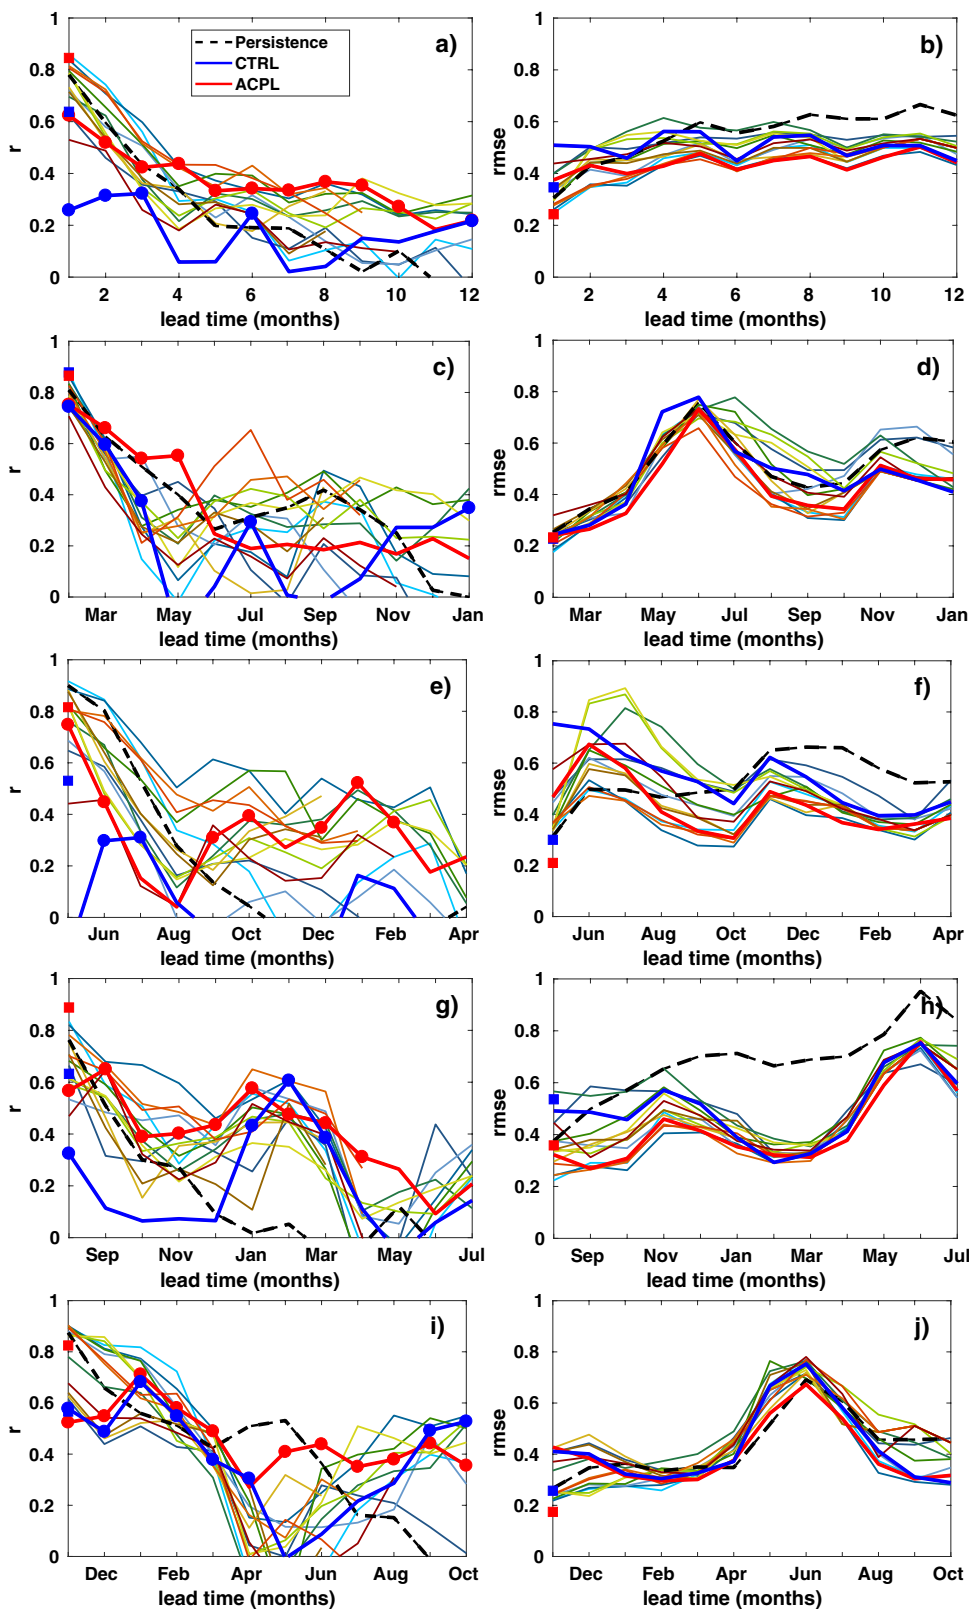 1
0.8
0.6
0.4
0.2
0
r
Persistence
CTRL
ACPL
a)
2 4 6 8 10 12
lead time (months)
1
0.8
0.6
0.4
0.2
0
rmse
b)
2 4 6 8 10 12
lead time (months)
1
0.8
0.6
0.4
0.2
0
r
c)
Mar May Jul Sep Nov Jan
lead time (months)
1
0.8
0.6
0.4
0.2
0
rmse
d)
Mar May Jul Sep Nov Jan
lead time (months)
1
0.8
0.6
0.4
0.2
0
r
e)
Jun Aug Oct Dec Feb Apr
lead time (months)
1
0.8
0.6
0.4
0.2
0
rmse
f)
Jun Aug Oct Dec Feb Apr
lead time (months)
1
0.8
0.6
0.4
0.2
0
r
g)
Sep Nov Jan Mar May Jul
lead time (months)
1
0.8
0.6
0.4
0.2
0
rmse
h)
Sep Nov Jan Mar May Jul
lead time (months)
1
0.8
0.6
0.4
0.2
0
r
i)
Dec Feb Apr Jun Aug Oct
lead time (months)
1
0.8
0.6
0.4
0.2
0
rmse
j)
Dec Feb Apr Jun Aug Oct
lead time (months)